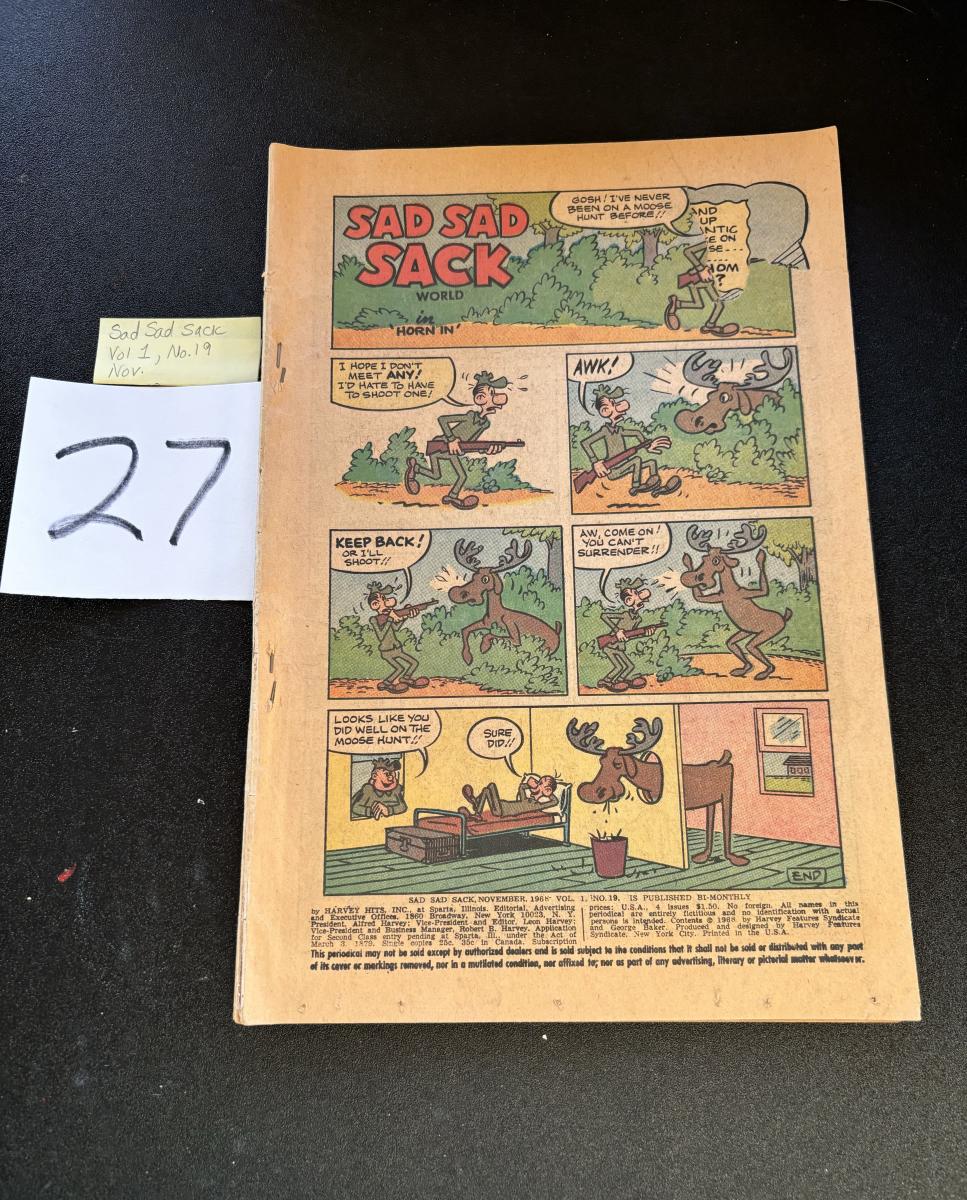 Sad Sad Sack
Vol 1, No.19
Nov.
27
SAD SAD
SACK
WORLD
in
'HORN IN'
GOSH! I'VE NEVER
BEEN ON A MOOSE
HUNT BEFORE!!
AND
UP
NTIC
E ON
SE---
....
OM
?
I HOPE I DON'T
MEET ANY!
I'D HATE TO HAVE
TO SHOOT ONE!
AWK!
KEEP BACK!
OR I'LL
SHOOT!!
AW, COME ON!
YOU CAN'T
SURRENDER!!
LOOKS LIKE YOU
DID WELL ON THE
MOOSE HUNT!!
SURE
DID!!
END
SAD SAD SACK, NOVEMBER, 1968 VOL. 1, NO. 19, IS PUBLISHED BI-MONTHLY
by HARVEY HITS, INC., at Sparta, Illinois. Editorial, Advertising
and Executive Offices, 1860 Broadway, New York 10023, N. Y.
President, Alfred Harvey; Vice-President and Editor, Leon Harvey;
Vice-President and Business Manager, Robert B. Harvey. Application
for Second Class entry pending at Sparta, Ill., under the Act of
March 3, 1879. Single copies 25c. 35c in Canada. Subscription
prices: U.S.A., 4 issues $1.50. No foreign. All names in this
periodical are entirely fictitious and no identification with actual
persons is intended. Contents © 1968 by Harvey Features Syndicate
and George Baker. Produced and designed by Harvey Features
Syndicate, New York City. Printed in the U.S.A.
This periodical may not be sold except by authorized dealers and is sold subject to the conditions that it shall not be sold or distributed with any part
of its cover or markings removed, nor in a mutilated condition, nor affixed to; nor as part of any advertising, literary or pictorial matter whatsoever.